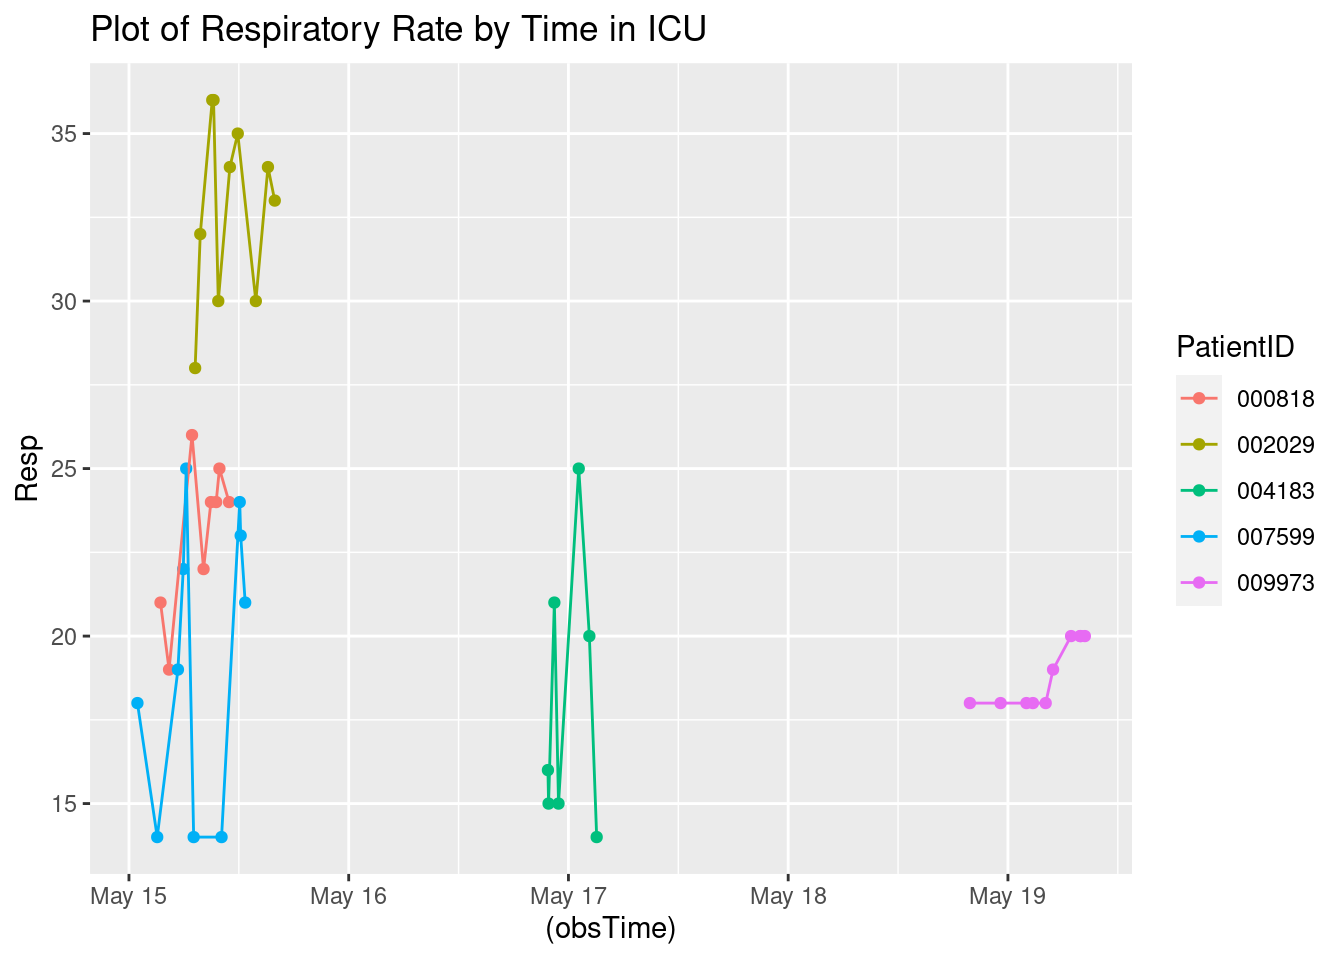 Plot of Respiratory Rate by Time in ICU
Resp
35
30
25
20
15
May 15 May 16 May 17 May 18 May 19
(obsTime)
PatientID
000818
002029
004183
007599
009973